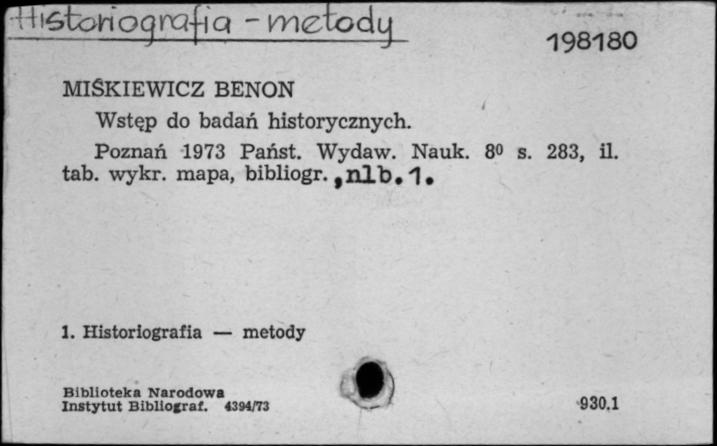 Historiografia - metody
198180
MIŚKIEWICZ BENON
Wstęp do badań historycznych.
Poznań 1973 Państ. Wydaw. Nauk. 8⁰ s. 283, il.
tab. wykr. mapa, bibliogr., nlb. 1.
1. Historiografia — metody
Biblioteka Narodowa
Instytut Bibliograf. 4394/73
930.1